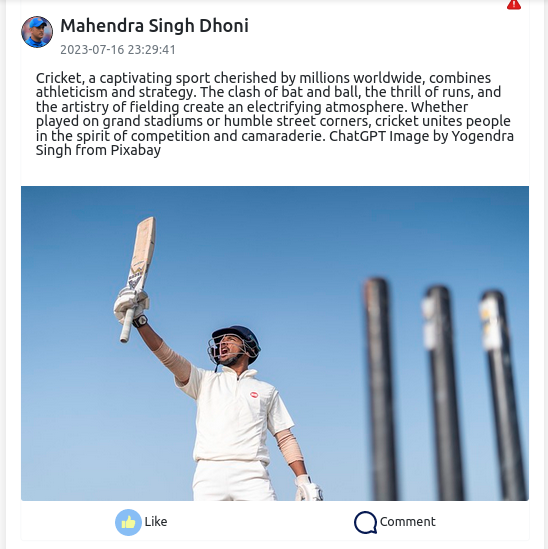 Mahendra Singh Dhoni
2023-07-16 23:29:41
Cricket, a captivating sport cherished by millions worldwide, combines
athleticism and strategy. The clash of bat and ball, the thrill of runs, and
the artistry of fielding create an electrifying atmosphere. Whether
played on grand stadiums or humble street corners, cricket unites people
in the spirit of competition and camaraderie. ChatGPT Image by Yogendra
Singh from Pixabay
Like
Comment